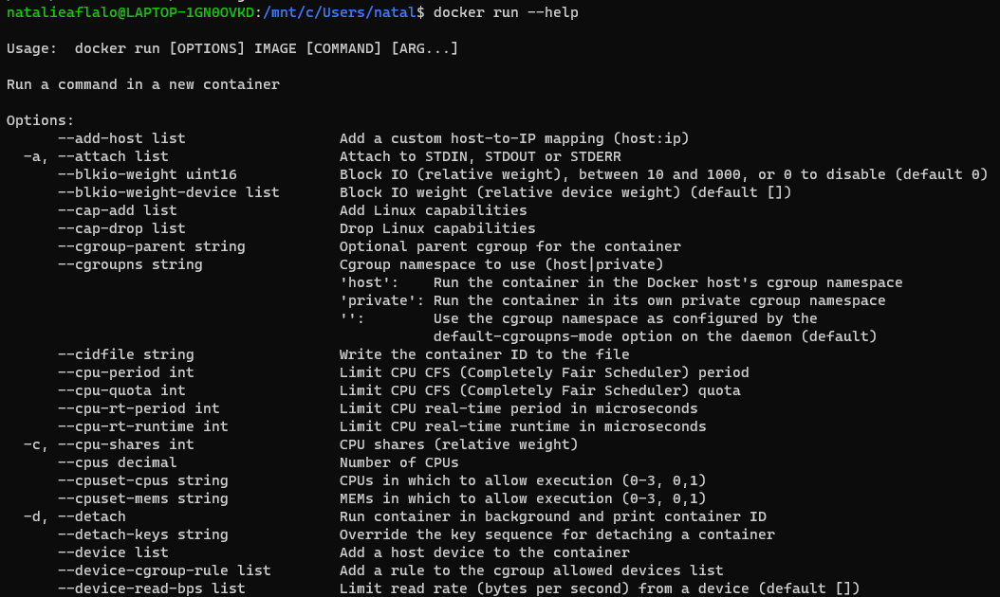 natalieaflalo@LAPTOP-1GN0OVKD:/mnt/c/Users/natal$ docker run --help
Usage:  docker run [OPTIONS] IMAGE [COMMAND] [ARG...]
Run a command in a new container
Options:
      --add-host list                  Add a custom host-to-IP mapping (host:ip)
  -a, --attach list                    Attach to STDIN, STDOUT or STDERR
      --blkio-weight uint16            Block IO (relative weight), between 10 and 1000, or 0 to disable (default 0)
      --blkio-weight-device list       Block IO weight (relative device weight) (default [])
      --cap-add list                   Add Linux capabilities
      --cap-drop list                  Drop Linux capabilities
      --cgroup-parent string           Optional parent cgroup for the container
      --cgroupns string                Cgroup namespace to use (host|private)
                                       'host':    Run the container in the Docker host's cgroup namespace
                                       'private': Run the container in its own private cgroup namespace
                                       '':        Use the cgroup namespace as configured by the
                                                  default-cgroupns-mode option on the daemon (default)
      --cidfile string                 Write the container ID to the file
      --cpu-period int                 Limit CPU CFS (Completely Fair Scheduler) period
      --cpu-quota int                  Limit CPU CFS (Completely Fair Scheduler) quota
      --cpu-rt-period int              Limit CPU real-time period in microseconds
      --cpu-rt-runtime int             Limit CPU real-time runtime in microseconds
  -c, --cpu-shares int                 CPU shares (relative weight)
      --cpus decimal                   Number of CPUs
      --cpuset-cpus string             CPUs in which to allow execution (0-3, 0,1)
      --cpuset-mems string             MEMs in which to allow execution (0-3, 0,1)
  -d, --detach                         Run container in background and print container ID
      --detach-keys string             Override the key sequence for detaching a container
      --device list                    Add a host device to the container
      --device-cgroup-rule list        Add a rule to the cgroup allowed devices list
      --device-read-bps list           Limit read rate (bytes per second) from a device (default [])